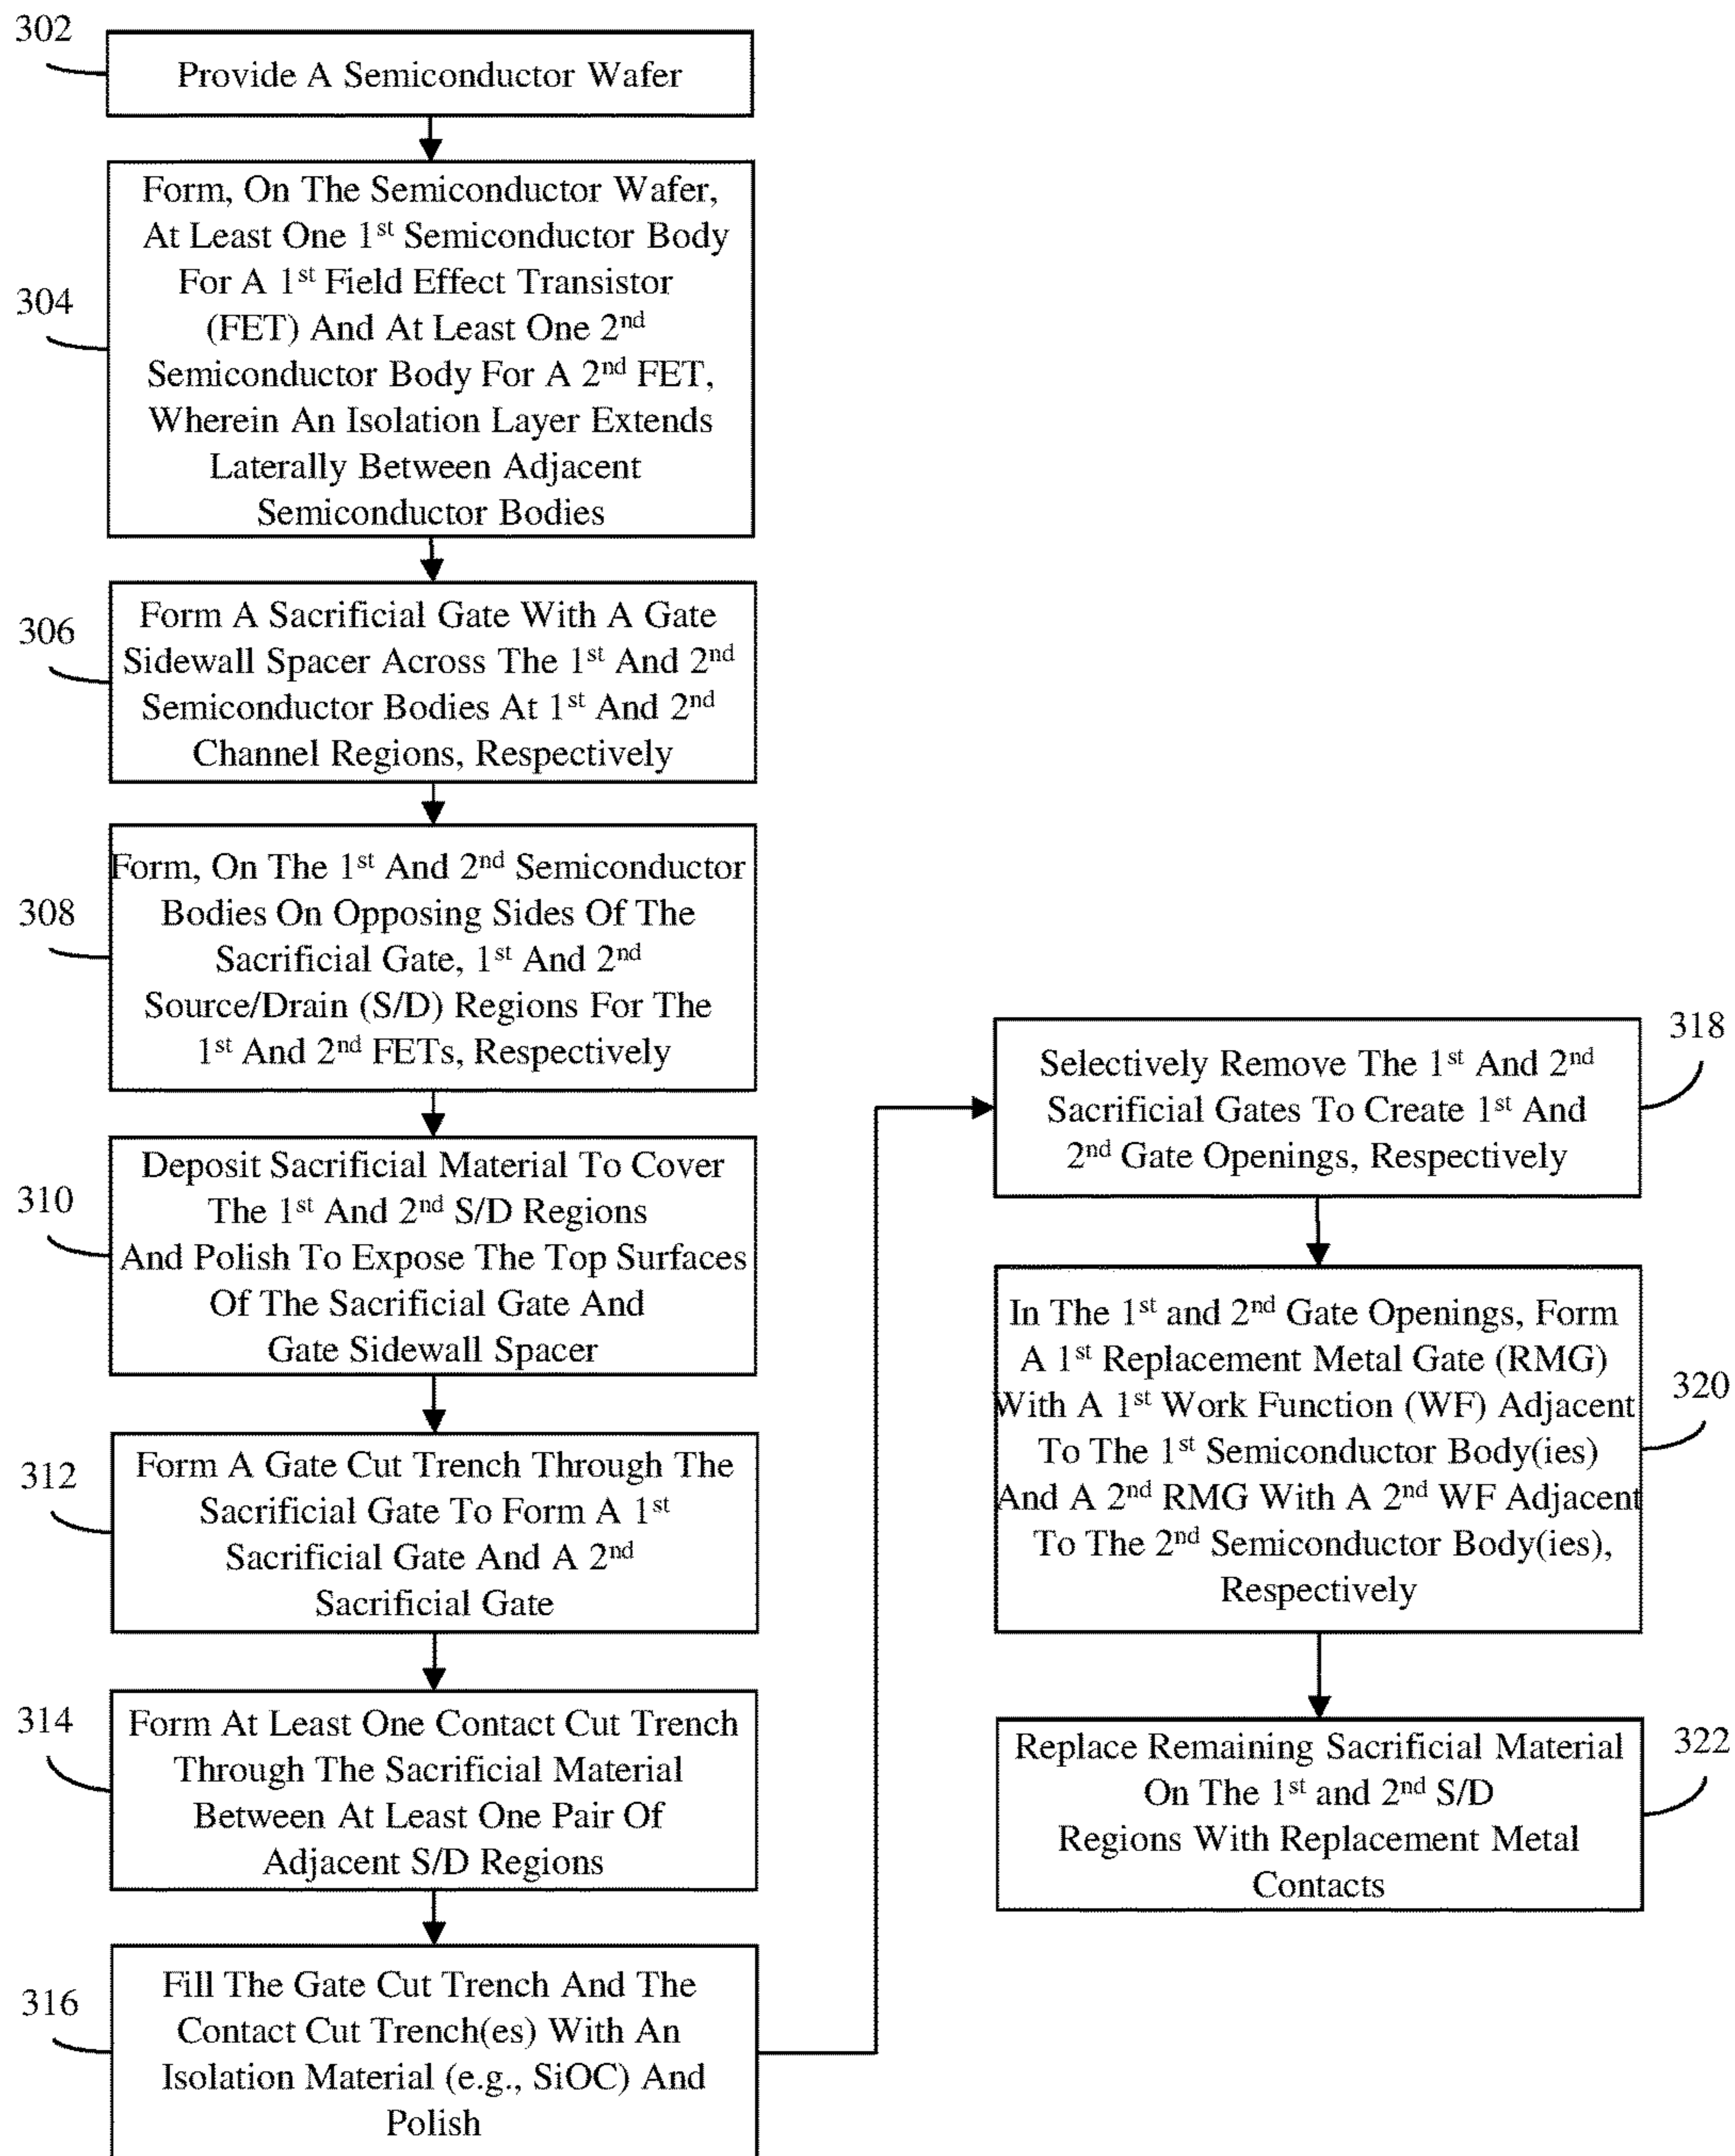 302
Provide A Semiconductor Wafer
304
Form, On The Semiconductor Wafer,
At Least One 1st Semiconductor Body
For A 1st Field Effect Transistor
(FET) And At Least One 2nd
Semiconductor Body For A 2nd FET,
Wherein An Isolation Layer Extends
Laterally Between Adjacent
Semiconductor Bodies
306
Form A Sacrificial Gate With A Gate
Sidewall Spacer Across The 1st And 2nd
Semiconductor Bodies At 1st And 2nd
Channel Regions, Respectively
308
Form, On The 1st And 2nd Semiconductor
Bodies On Opposing Sides Of The
Sacrificial Gate, 1st And 2nd
Source/Drain (S/D) Regions For The
1st And 2nd FETs, Respectively
310
Deposit Sacrificial Material To Cover
The 1st And 2nd S/D Regions
And Polish To Expose The Top Surfaces
Of The Sacrificial Gate And
Gate Sidewall Spacer
312
Form A Gate Cut Trench Through The
Sacrificial Gate To Form A 1st
Sacrificial Gate And A 2nd
Sacrificial Gate
314
Form At Least One Contact Cut Trench
Through The Sacrificial Material
Between At Least One Pair Of
Adjacent S/D Regions
316
Fill The Gate Cut Trench And The
Contact Cut Trench(es) With An
Isolation Material (e.g., SiOC) And
Polish
318
Selectively Remove The 1st And 2nd
Sacrificial Gates To Create 1st And
2nd Gate Openings, Respectively
320
In The 1st and 2nd Gate Openings, Form
A 1st Replacement Metal Gate (RMG)
With A 1st Work Function (WF) Adjacent
To The 1st Semiconductor Body(ies)
And A 2nd RMG With A 2nd WF Adjacent
To The 2nd Semiconductor Body(ies),
Respectively
322
Replace Remaining Sacrificial Material
On The 1st and 2nd S/D
Regions With Replacement Metal
Contacts